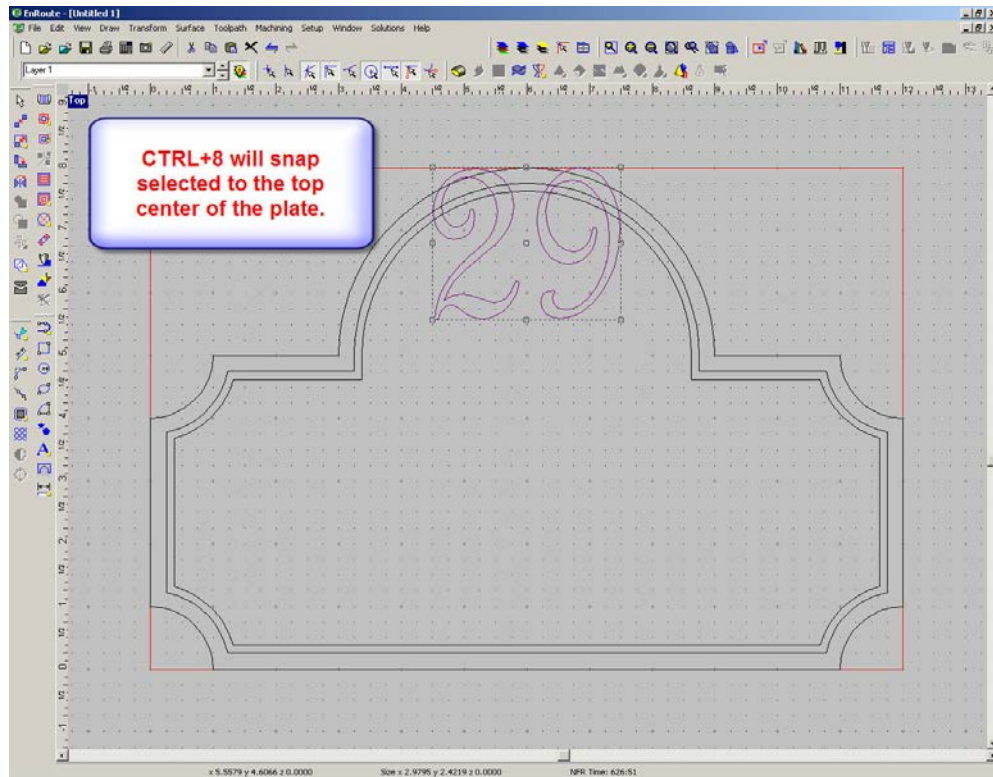 EnRoute - [Untitled 1]
File Edit View Draw Transform Surface Toolpath Machining Setup Window Solutions Help
Layer 1
Top
CTRL+8 will snap
selected to the top
center of the plate.
29
x 5.5579 y 4.6066 z 0.0000 Size x 2.9795 y 2.4219 z 0.0000 NFR Time: 626:51